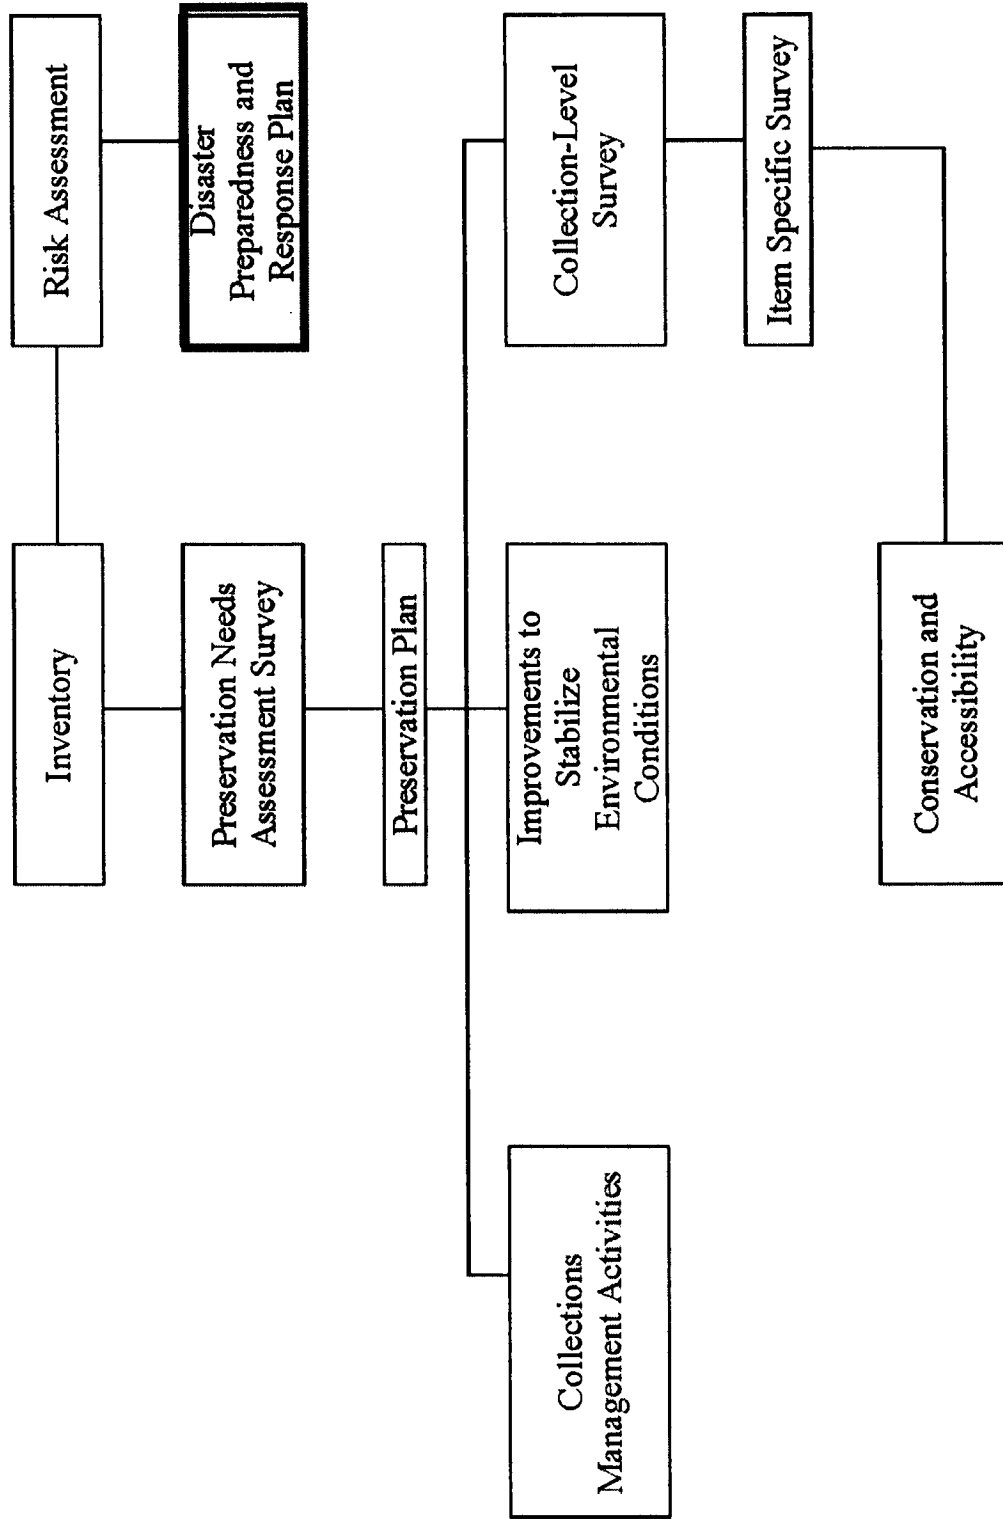 Inventory
Risk Assessment
Preservation Needs
Assessment Survey
Disaster
Preparedness and
Response Plan
Preservation Plan
Collections
Management Activities
Improvements to
Stabilize
Environmental
Conditions
Collection-Level
Survey
Item Specific Survey
Conservation and
Accessibility